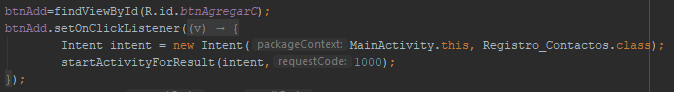 btnAdd=findViewById(R.id.btnAgregarC);
btnAdd.setOnClickListener((v) → {
Intent intent = new Intent( packageContext: MainActivity.this, Registro_Contactos.class);
startActivityForResult(intent, requestCode: 1000);
});